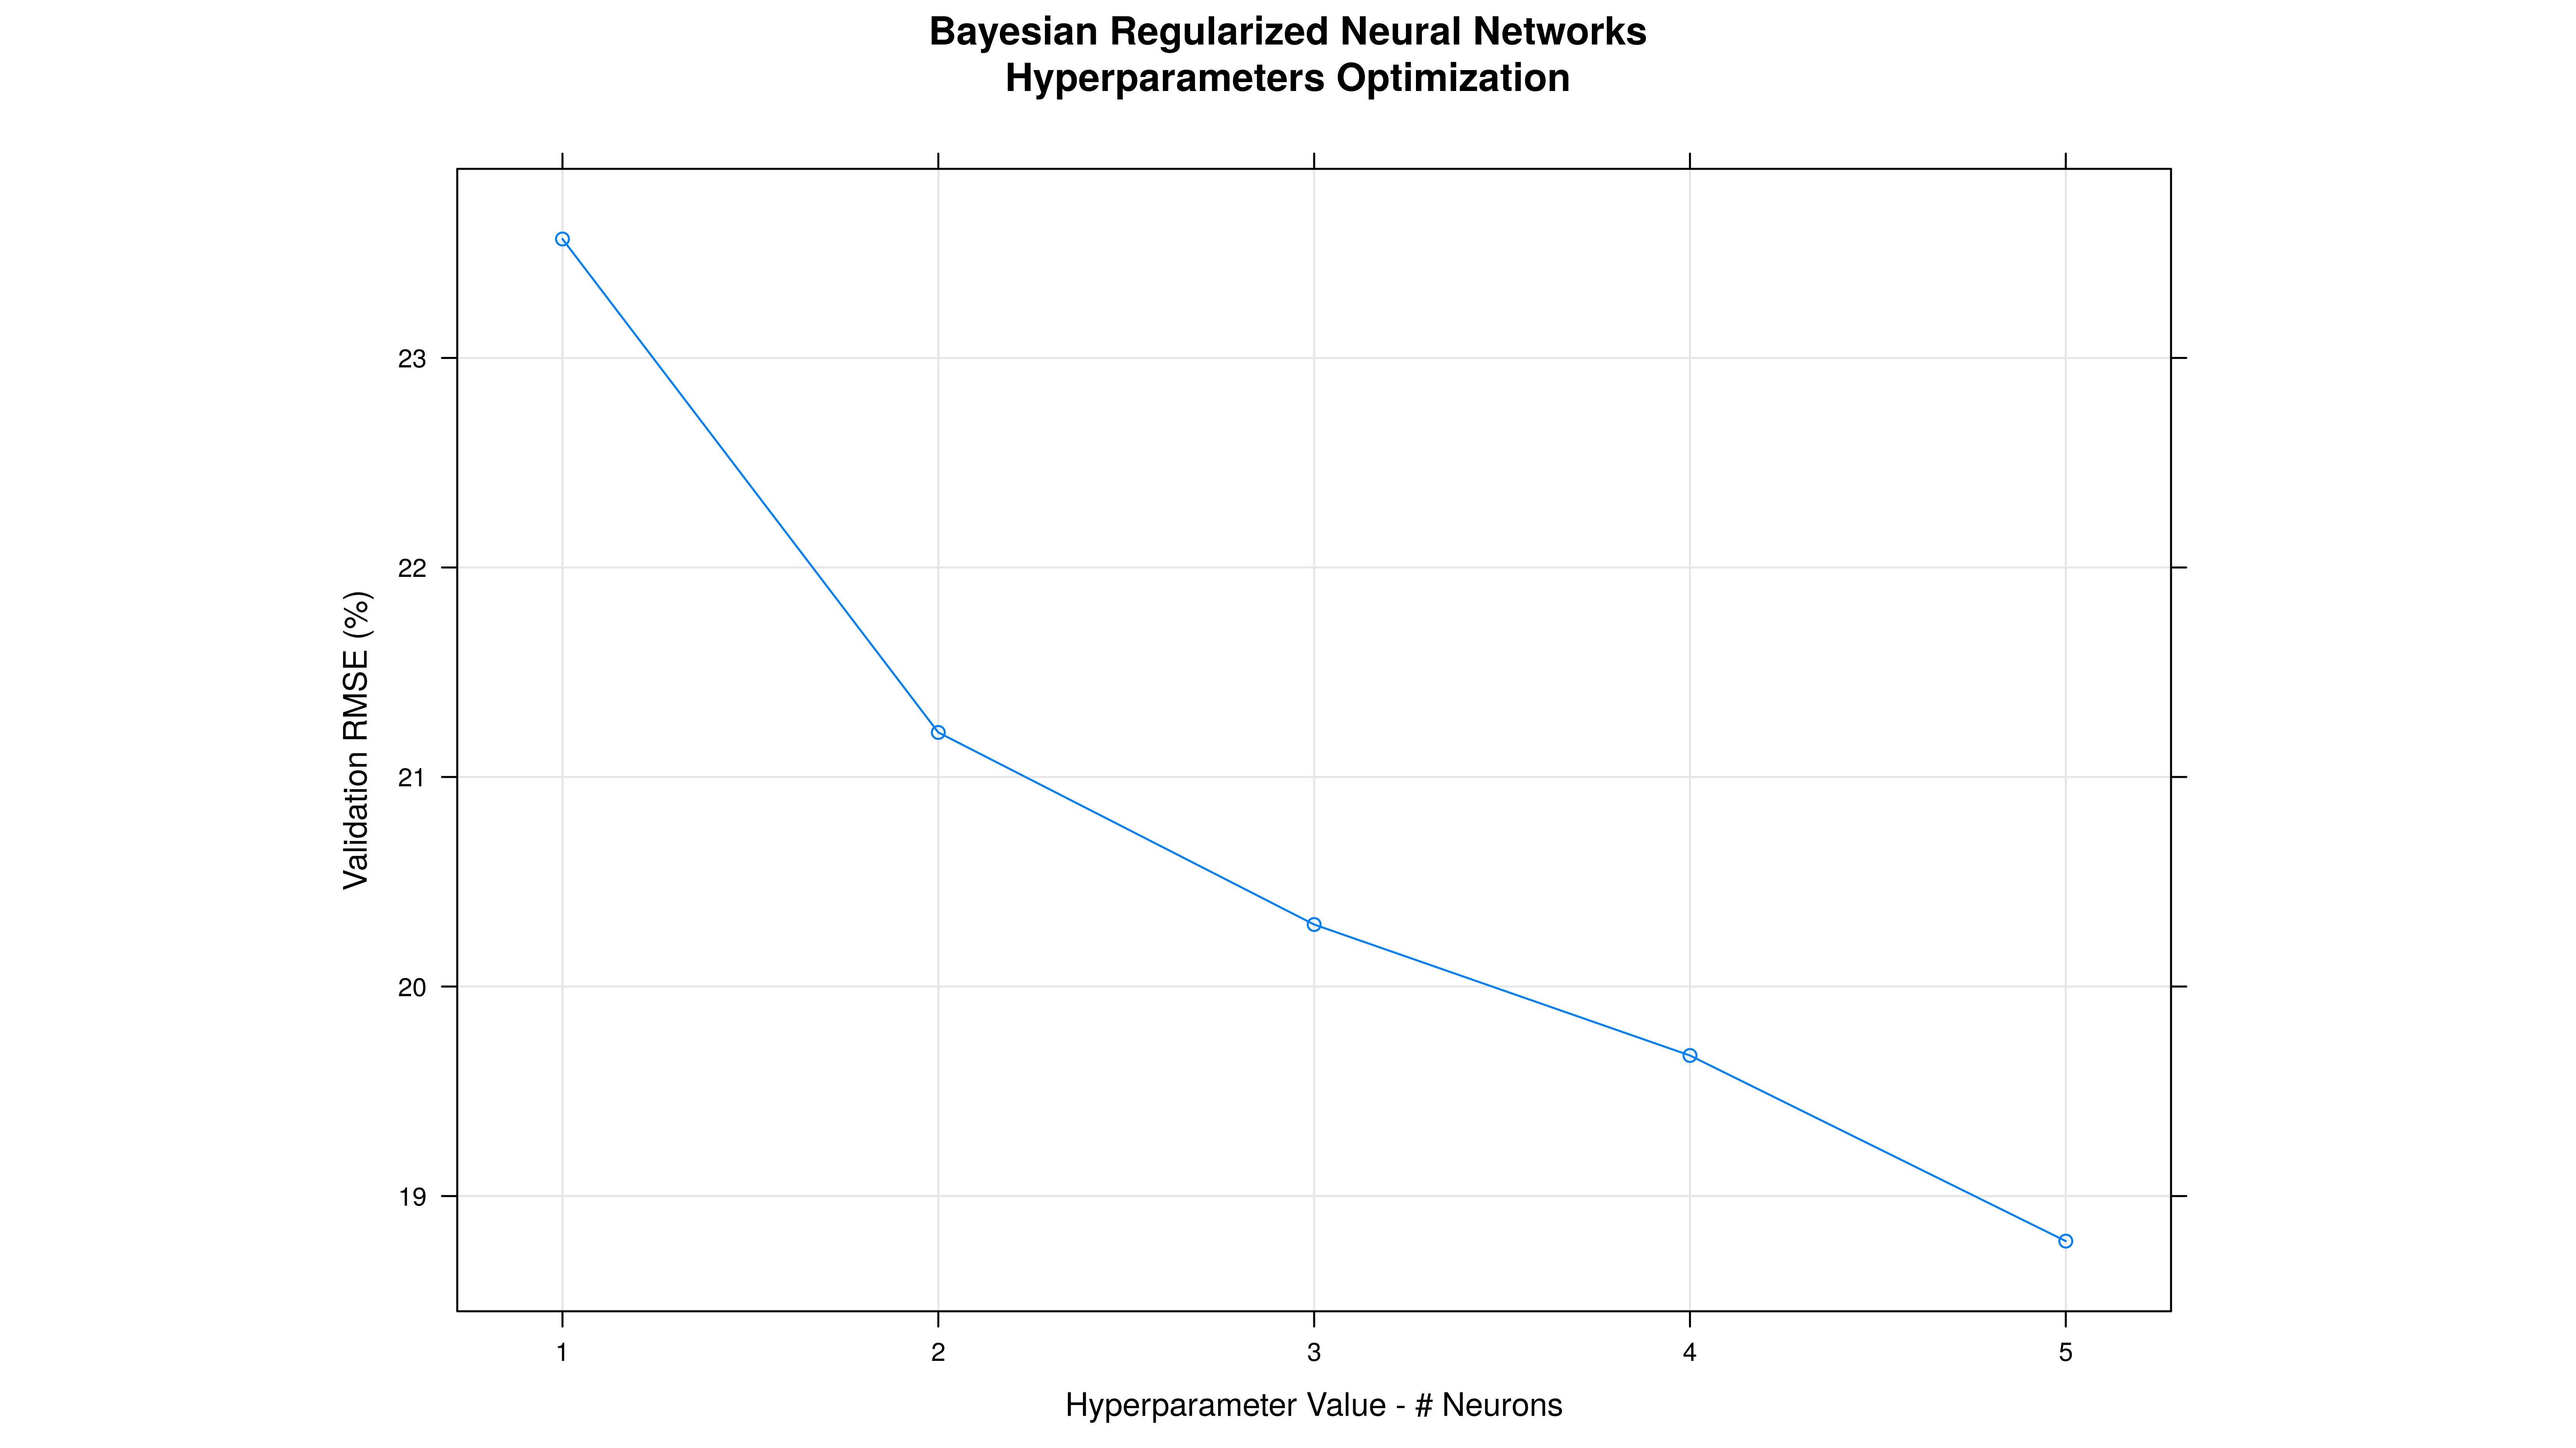 Bayesian Regularized Neural Networks
Hyperparameters Optimization
23
22
21
20
19
Validation RMSE (%)
1 2 3 4 5
Hyperparameter Value - # Neurons